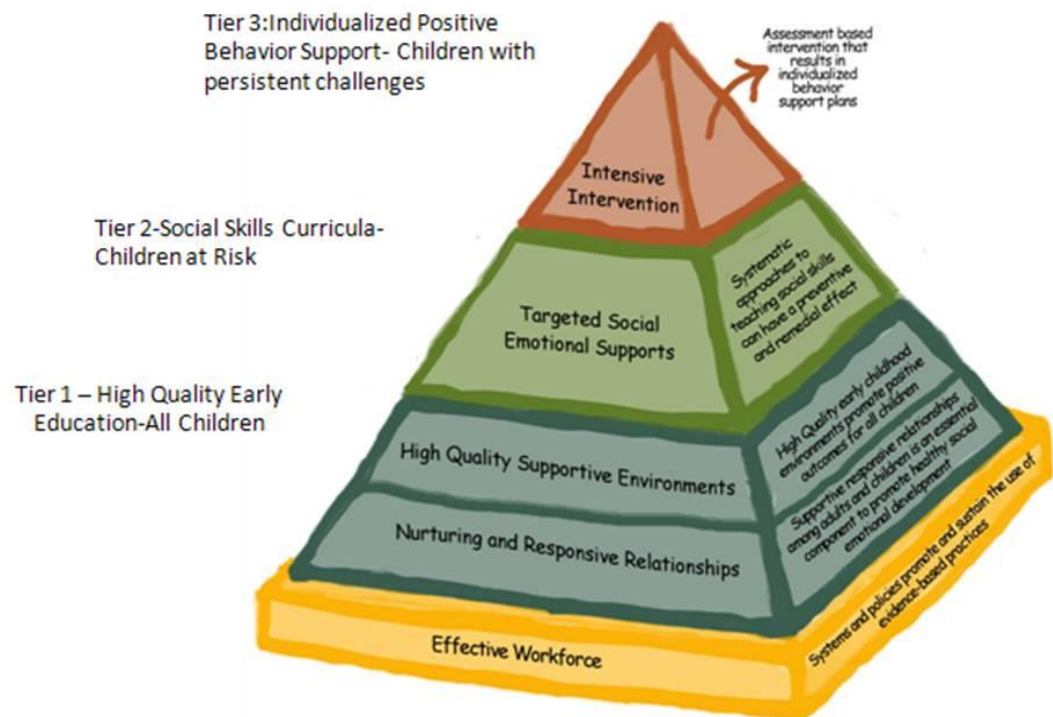 Tier 3:Individualized Positive
Behavior Support- Children with
persistent challenges
Assessment based
intervention that
results in
individualized
behavior
support plans
Intensive
Intervention
Tier 2-Social Skills Curricula-
Children at Risk
Targeted Social
Emotional Supports
Systematic
approaches to
teaching social skills
can have a preventive
and remedial effect
Tier 1 – High Quality Early
Education-All Children
High Quality Supportive Environments
High Quality early childhood
environments promote positive
outcomes for all children
Nurturing and Responsive Relationships
Supportive responsive relationships
among adults and children is an essential
component to promote healthy social
emotional development
Effective Workforce
Systems and policies promote and sustain the use of
evidence-based practices